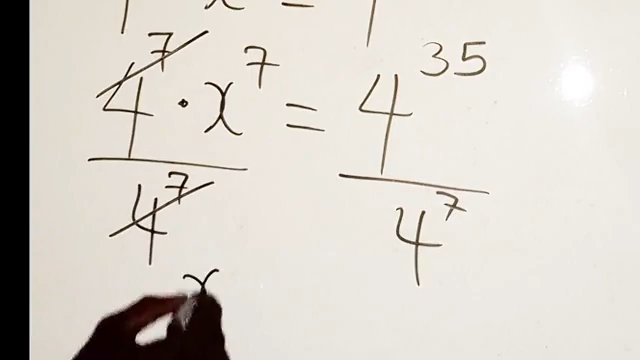 4⁷ · x⁷ = 4³⁵
4⁷ 4⁷
x